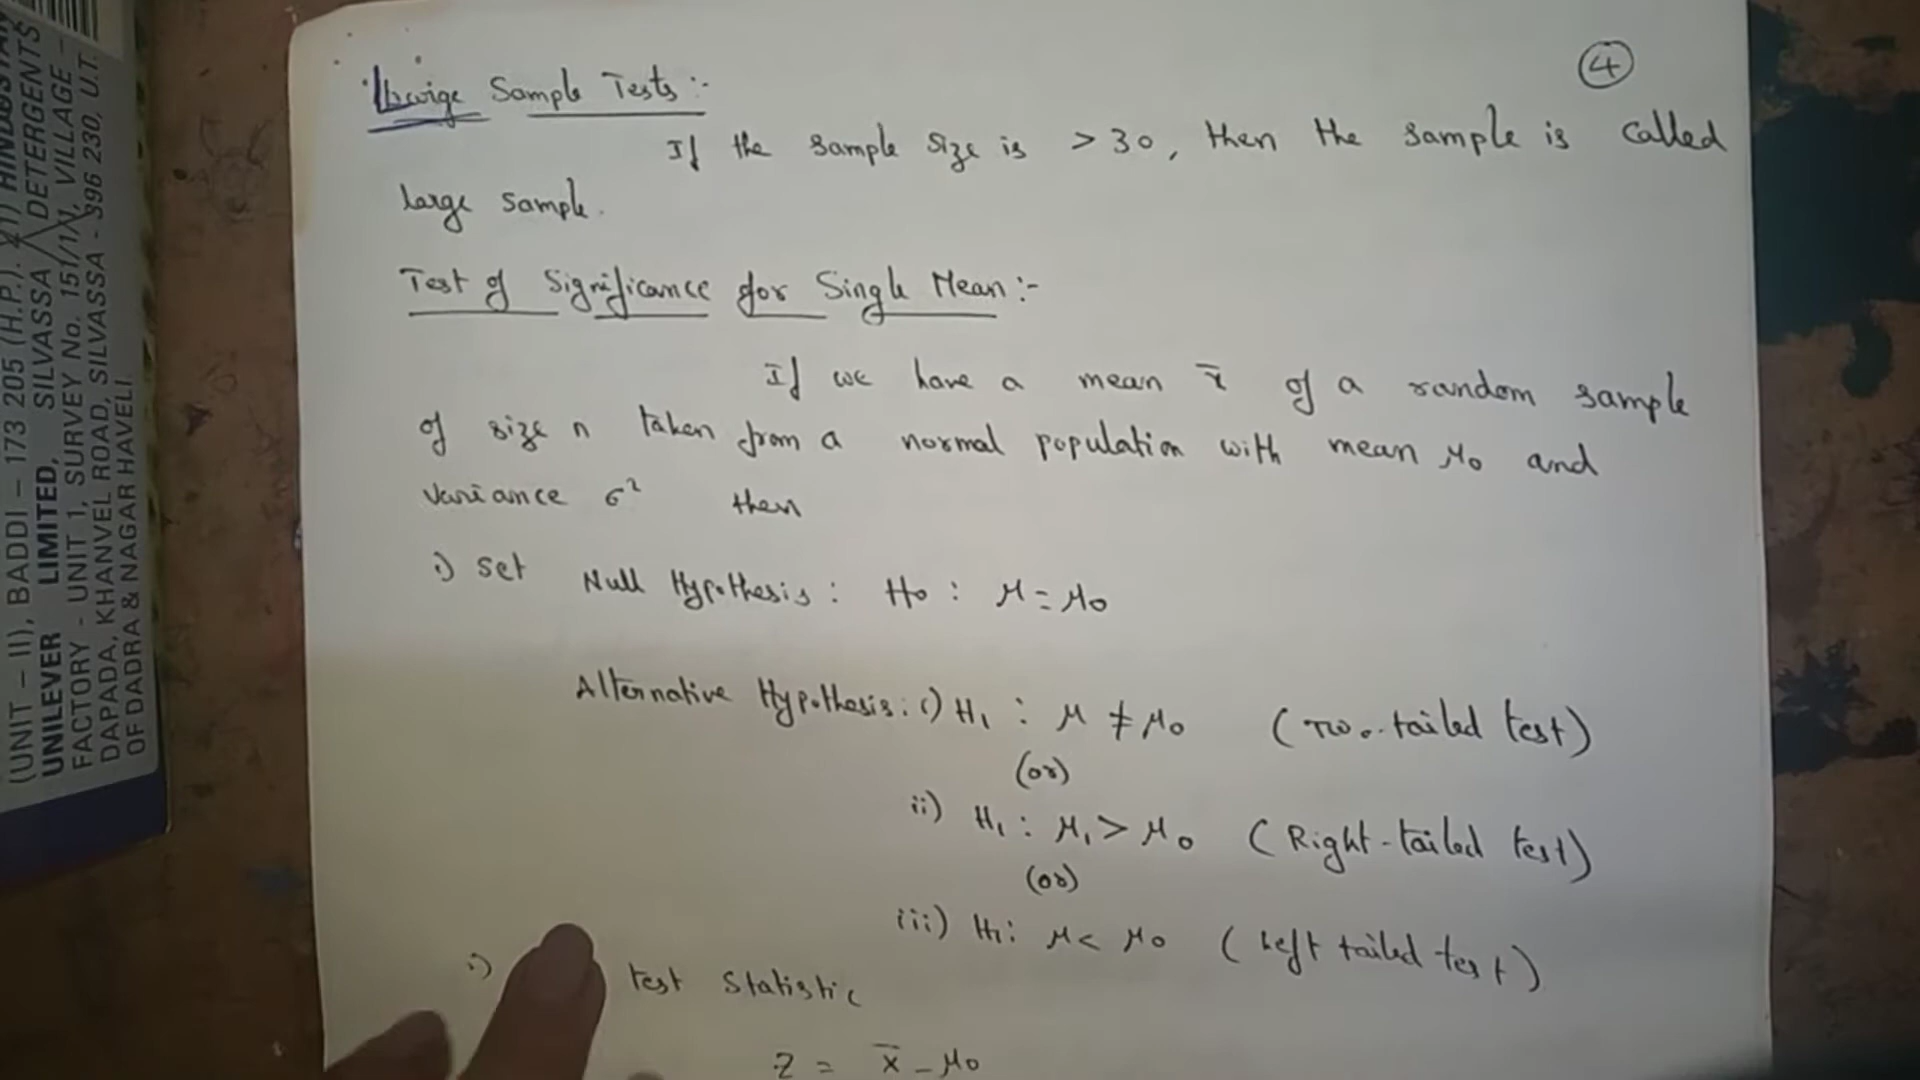 (UNIT – II), BADDI – 173 205 (H.P.). X1) HINDUSTAN
UNILEVER LIMITED, SILVASSA DETERGENTS
FACTORY - UNIT 1, SURVEY No. 151/1/1, VILLAGE -
DAPADA, KHANVEL ROAD, SILVASSA - 396 230, U.T.
OF DADRA & NAGAR HAVELI.
4
Large Sample Tests :-
If the sample size is > 30, then the sample is called
large sample.
Test of Significance for Single Mean :-
If we have a mean x̄ of a random sample
of size n taken from a normal population with mean μ₀ and
Variance σ² then
i) set Null Hypothesis : H₀ : μ = μ₀
Alternative Hypothesis : i) H₁ : μ ≠ μ₀ (Two-tailed test)
(or)
ii) H₁ : μ₁ > μ₀ (Right-tailed test)
(or)
iii) H₁: μ < μ₀ (Left tailed test)
test statistic
Z = x̄ - μ₀